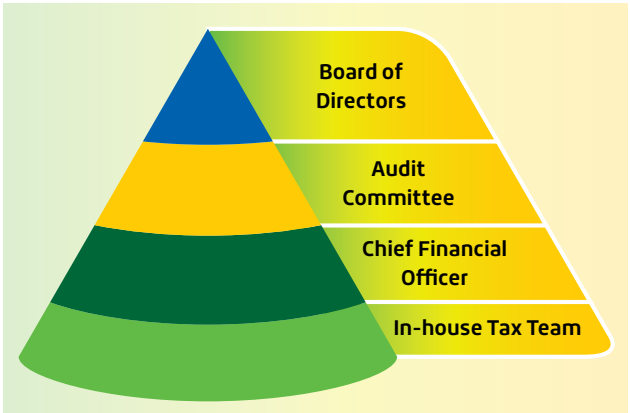 Board of
Directors
Audit
Committee
Chief Financial
Officer
In-house Tax Team